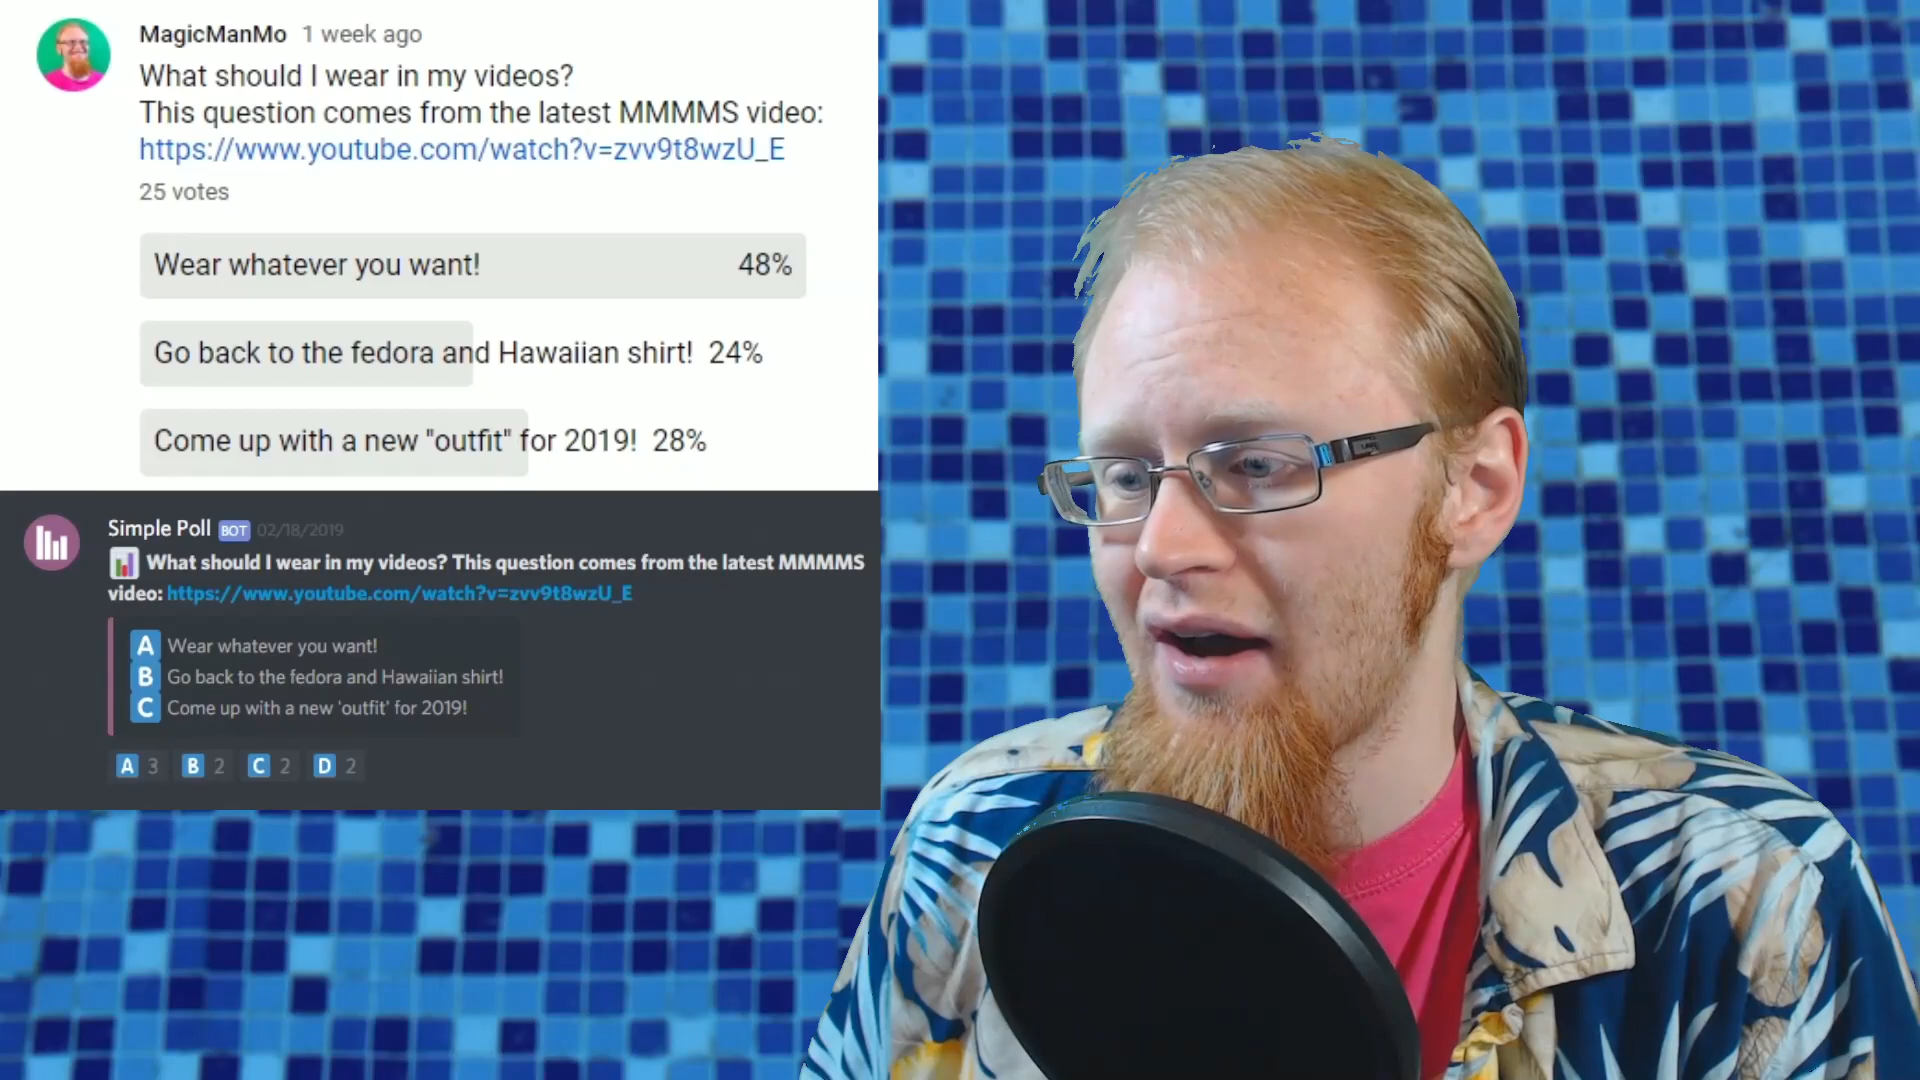 MagicManMo 1 week ago
What should I wear in my videos?
This question comes from the latest MMMMS video:
https://www.youtube.com/watch?v=zvv9t8wzU_E
25 votes
Wear whatever you want! 48%
Go back to the fedora and Hawaiian shirt! 24%
Come up with a new "outfit" for 2019! 28%
Simple Poll BOT 02/18/2019
What should I wear in my videos? This question comes from the latest MMMMS
video: https://www.youtube.com/watch?v=zvv9t8wzU_E
A Wear whatever you want!
B Go back to the fedora and Hawaiian shirt!
C Come up with a new 'outfit' for 2019!
A 3 B 2 C 2 D 2